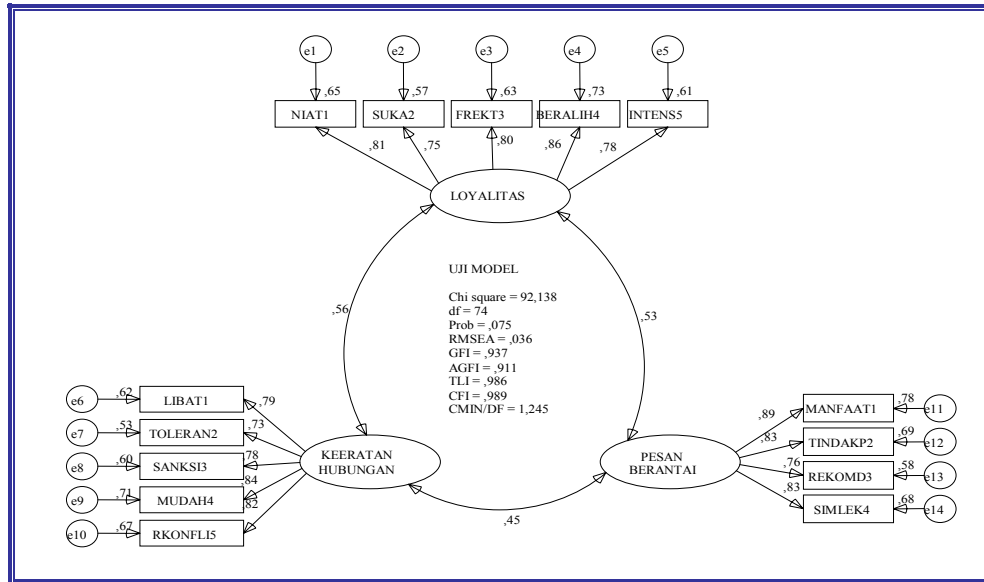 e1 e2 e3 e4 e5
,65 ,57 ,63 ,73 ,61
NIAT1 SUKA2 FREKT3 BERALIH4 INTENS5
,81 ,75 ,80 ,86 ,78
LOYALITAS
UJI MODEL
Chi square = 92,138
df = 74
Prob = ,075
RMSEA = ,036
GFI = ,937
AGFI = ,911
TLI = ,986
CFI = ,989
CMIN/DF = 1,245
,56 ,53
e6 ,62 LIBAT1 ,79
e7 ,53 TOLERAN2 ,73
e8 ,60 SANKSI3 ,78
e9 ,71 MUDAH4 ,84
e10 ,67 RKONFLI5 ,82
KEERATAN
HUBUNGAN
PESAN
BERANTAI
,89 MANFAAT1 ,78 e11
,83 TINDAKP2 ,69 e12
,76 REKOMD3 ,58 e13
,83 SIMLEK4 ,68 e14
,45